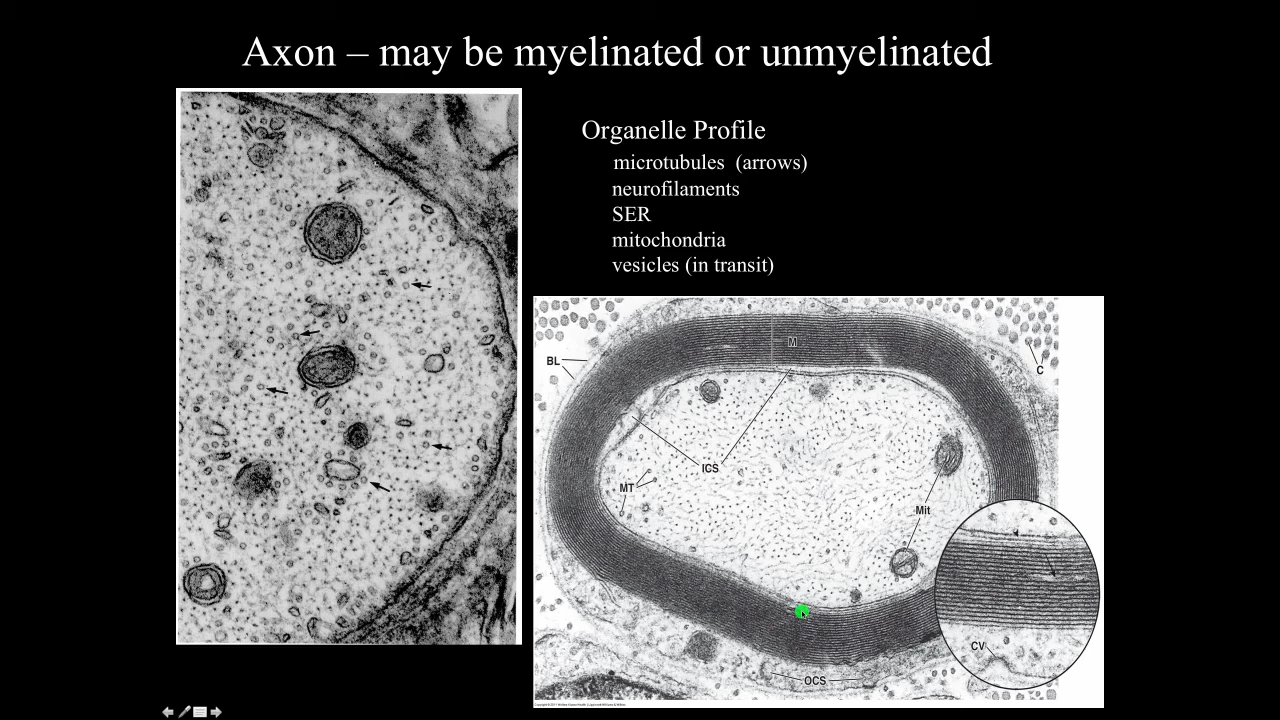 Axon – may be myelinated or unmyelinated
Organelle Profile
microtubules (arrows)
neurofilaments
SER
mitochondria
vesicles (in transit)
M
BL
C
ICS
MT
Mit
CV
OCS